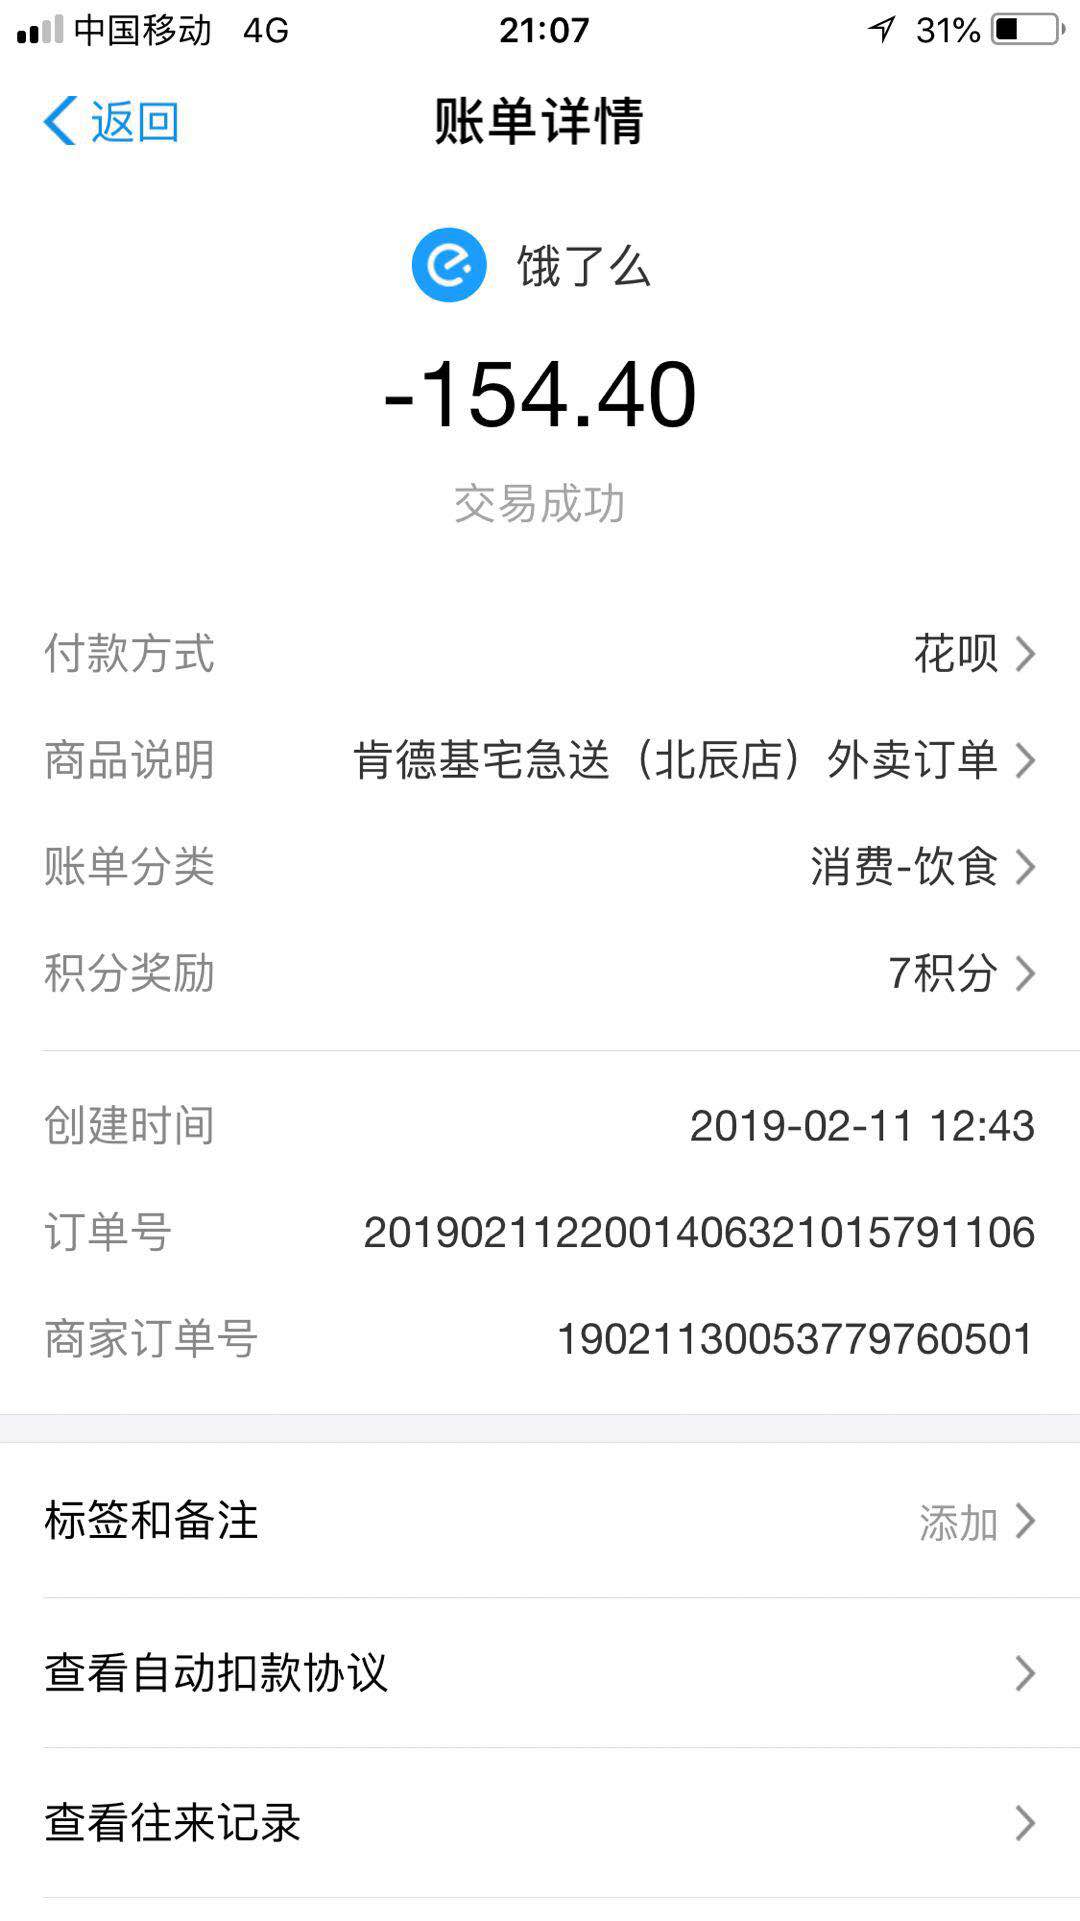 中国移动 4G 21:07 31%
返回 账单详情
饿了么
-154.40
交易成功
付款方式 花呗
商品说明 肯德基宅急送（北辰店）外卖订单
账单分类 消费-饮食
积分奖励 7积分
创建时间 2019-02-11 12:43
订单号 2019021122001406321015791106
商家订单号 19021130053779760501
标签和备注 添加
查看自动扣款协议
查看往来记录